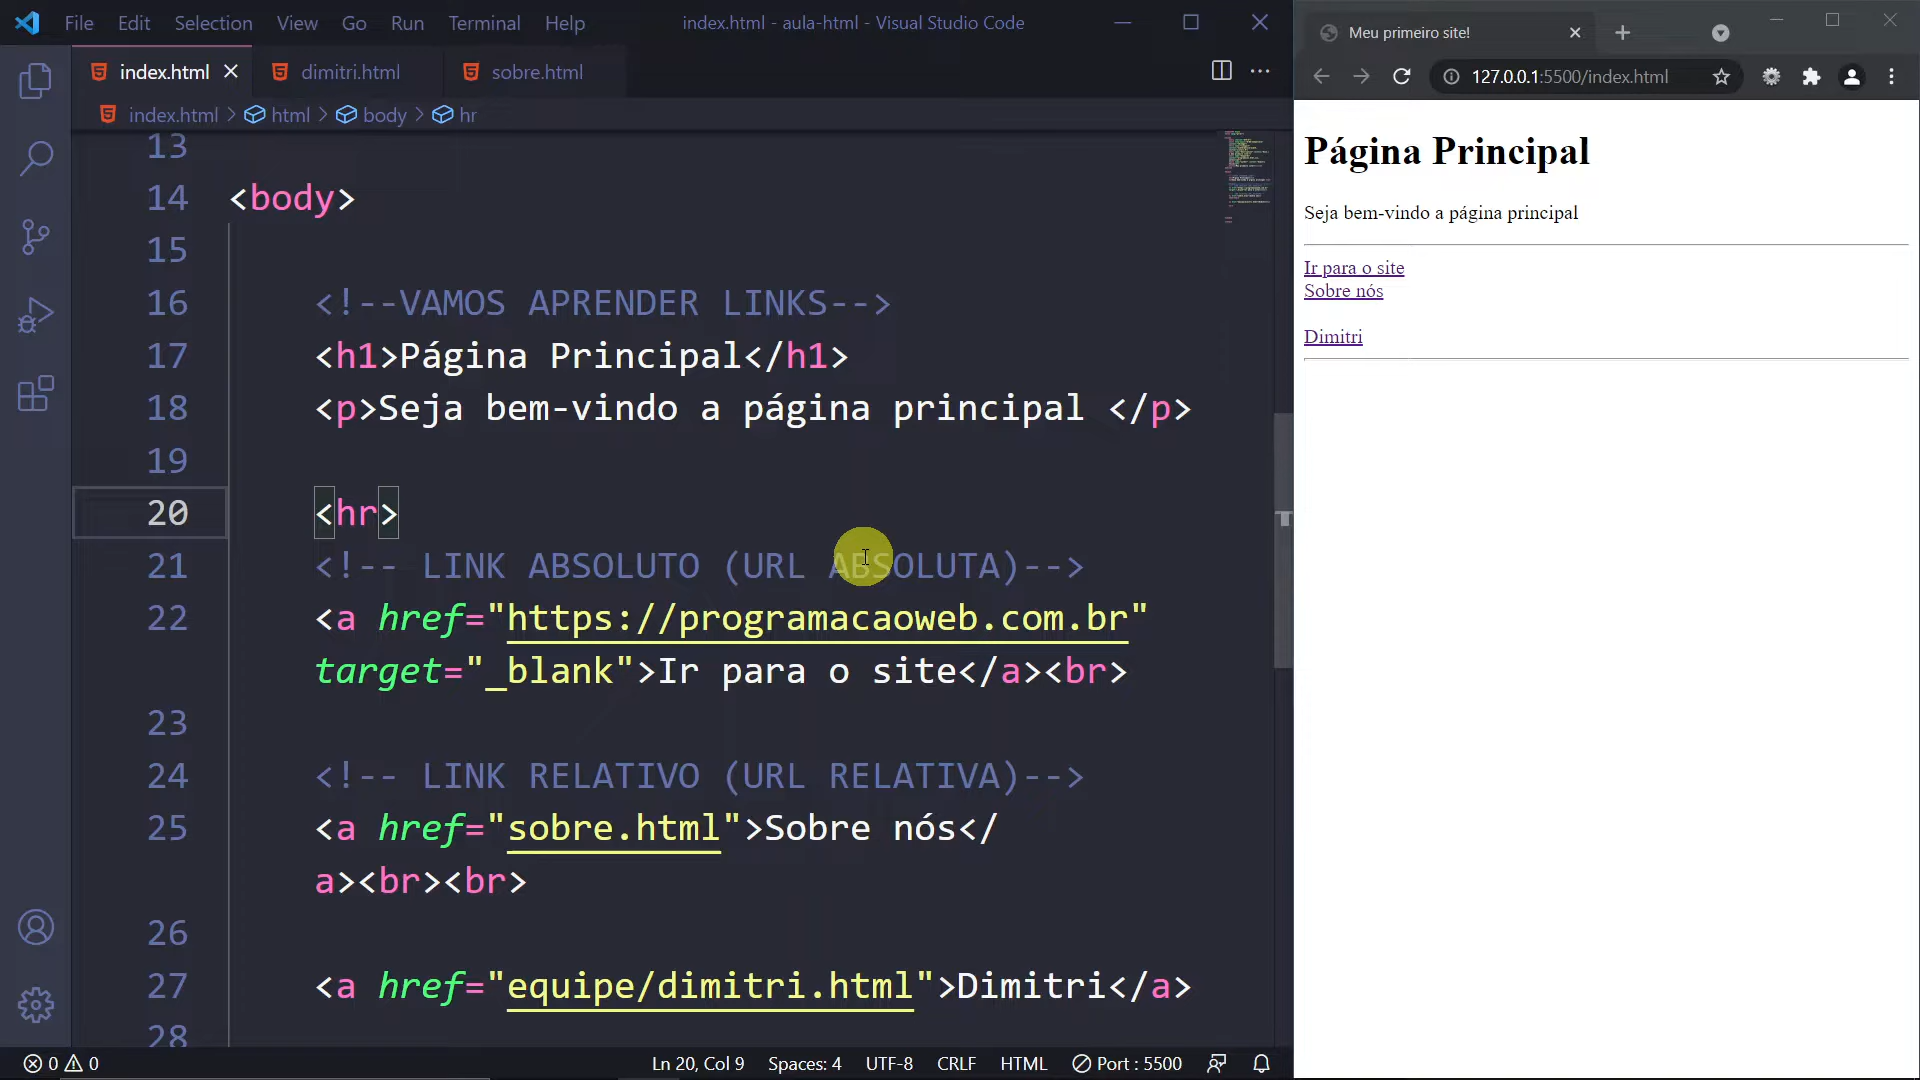 File Edit Selection View Go Run Terminal Help
index.html - aula-html - Visual Studio Code
index.html dimitri.html sobre.html
index.html > html > body > hr
13
14 <body>
15
16 <!--VAMOS APRENDER LINKS-->
17 <h1>Página Principal</h1>
18 <p>Seja bem-vindo a página principal </p>
19
20 <hr>
21 <!-- LINK ABSOLUTO (URL ABSOLUTA)-->
22 <a href="https://programacaoweb.com.br"
target="_blank">Ir para o site</a><br>
23
24 <!-- LINK RELATIVO (URL RELATIVA)-->
25 <a href="sobre.html">Sobre nós</
a><br><br>
26
27 <a href="equipe/dimitri.html">Dimitri</a>
28
0 0 Ln 20, Col 9 Spaces: 4 UTF-8 CRLF HTML Port : 5500
Meu primeiro site!
127.0.0.1:5500/index.html
Página Principal
Seja bem-vindo a página principal
Ir para o site
Sobre nós
Dimitri